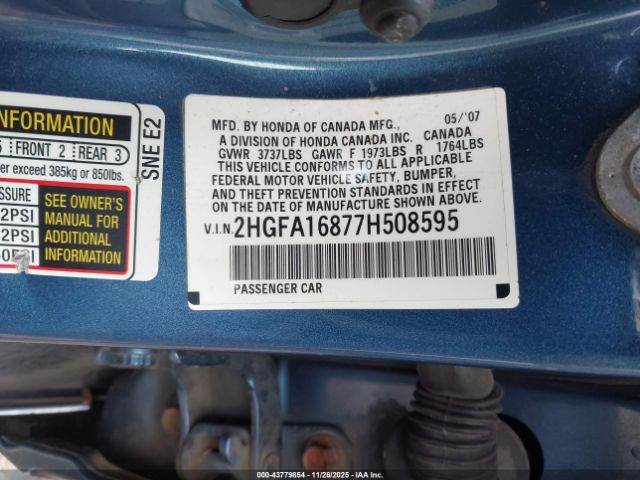 INFORMATION
5 FRONT 2 REAR 3
er exceed 385kg or 850lbs.
SSURE
2PSI
2PSI
SEE OWNER'S
MANUAL FOR
ADDITIONAL
INFORMATION
SNE E2
MFD. BY HONDA OF CANADA MFG., 05/'07
A DIVISION OF HONDA CANADA INC. CANADA
GVWR 3737LBS GAWR F 1973LBS R 1764LBS
THIS VEHICLE CONFORMS TO ALL APPLICABLE
FEDERAL MOTOR VEHICLE SAFETY, BUMPER,
AND THEFT PREVENTION STANDARDS IN EFFECT
ON THE DATE OF MANUFACTURE SHOWN ABOVE.
V.I.N. 2HGFA16877H508595
PASSENGER CAR
000-43779854 | 11/26/2025 - IAA HOLDINGS, LLC